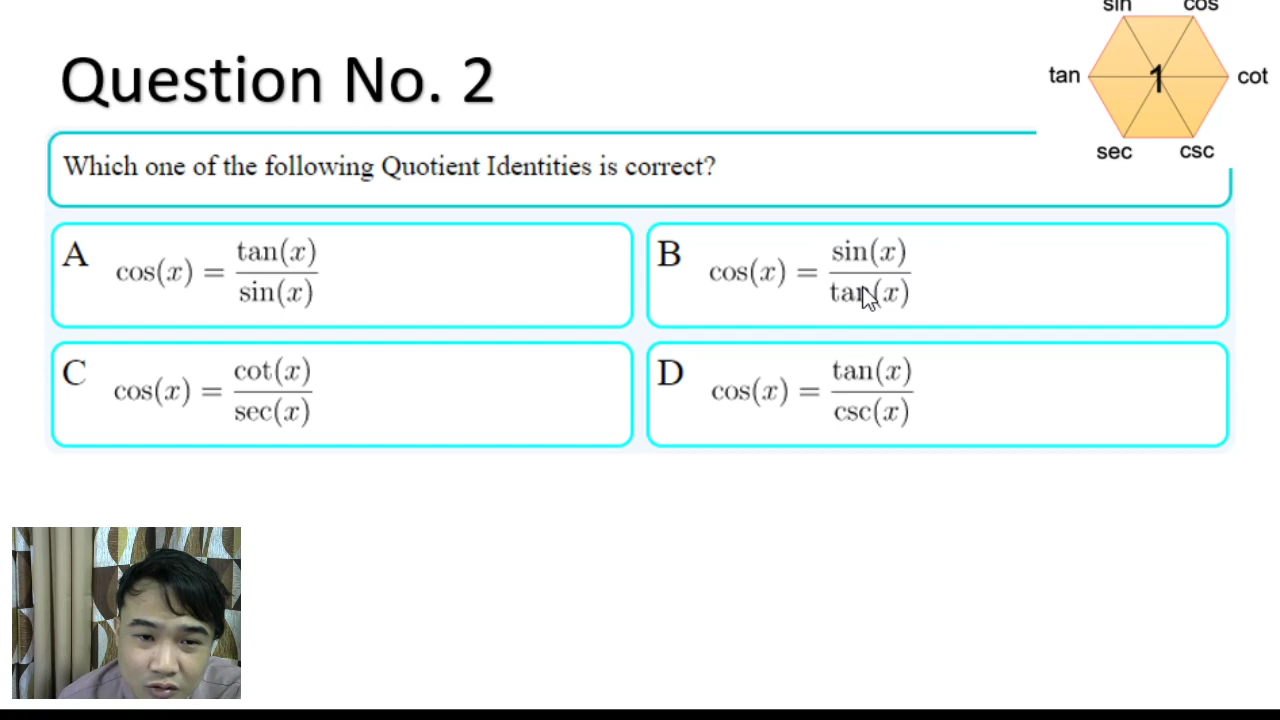 sin cos
Question No. 2
tan 1 cot
sec csc
Which one of the following Quotient Identities is correct?
A cos(x) = tan(x)/sin(x)
B cos(x) = sin(x)/tan(x)
C cos(x) = cot(x)/sec(x)
D cos(x) = tan(x)/csc(x)